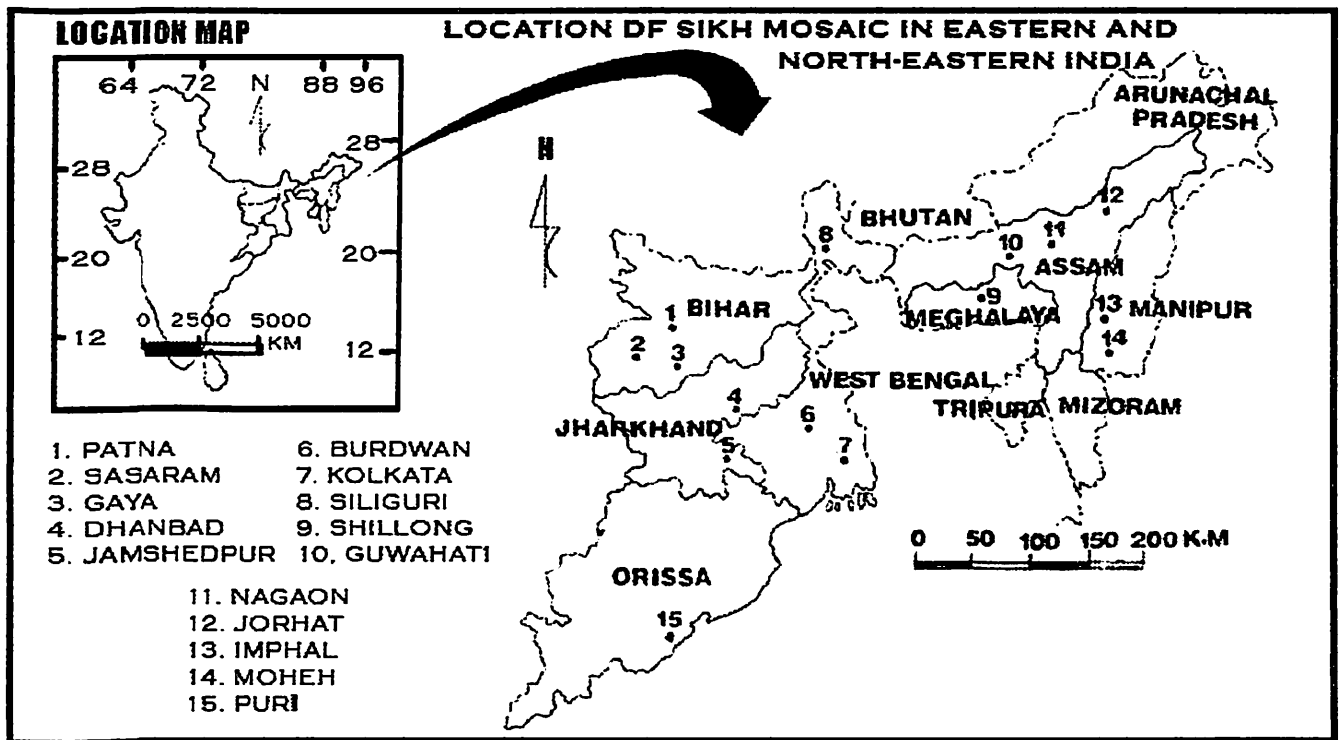 LOCATION MAP
LOCATION DF SIKH MOSAIC IN EASTERN AND
NORTH-EASTERN INDIA
64 72 N 88 96
28 28
20 20
12 12
0 2500 5000
KM
N
ARUNACHAL
PRADESH
BHUTAN
12
11
10
ASSAM
8
9
MEGHALAYA
13
MANIPUR
14
BIHAR
1
2
3
WEST BENGAL
TRIPURA
MIZORAM
4
6
JHARKHAND
5
7
ORISSA
15
0 50 100 150 200 K.M
1. PATNA
2. SASARAM
3. GAYA
4. DHANBAD
5. JAMSHEDPUR
6. BURDWAN
7. KOLKATA
8. SILIGURI
9. SHILLONG
10, GUWAHATI
11. NAGAON
12. JORHAT
13. IMPHAL
14. MOHEH
15. PURI